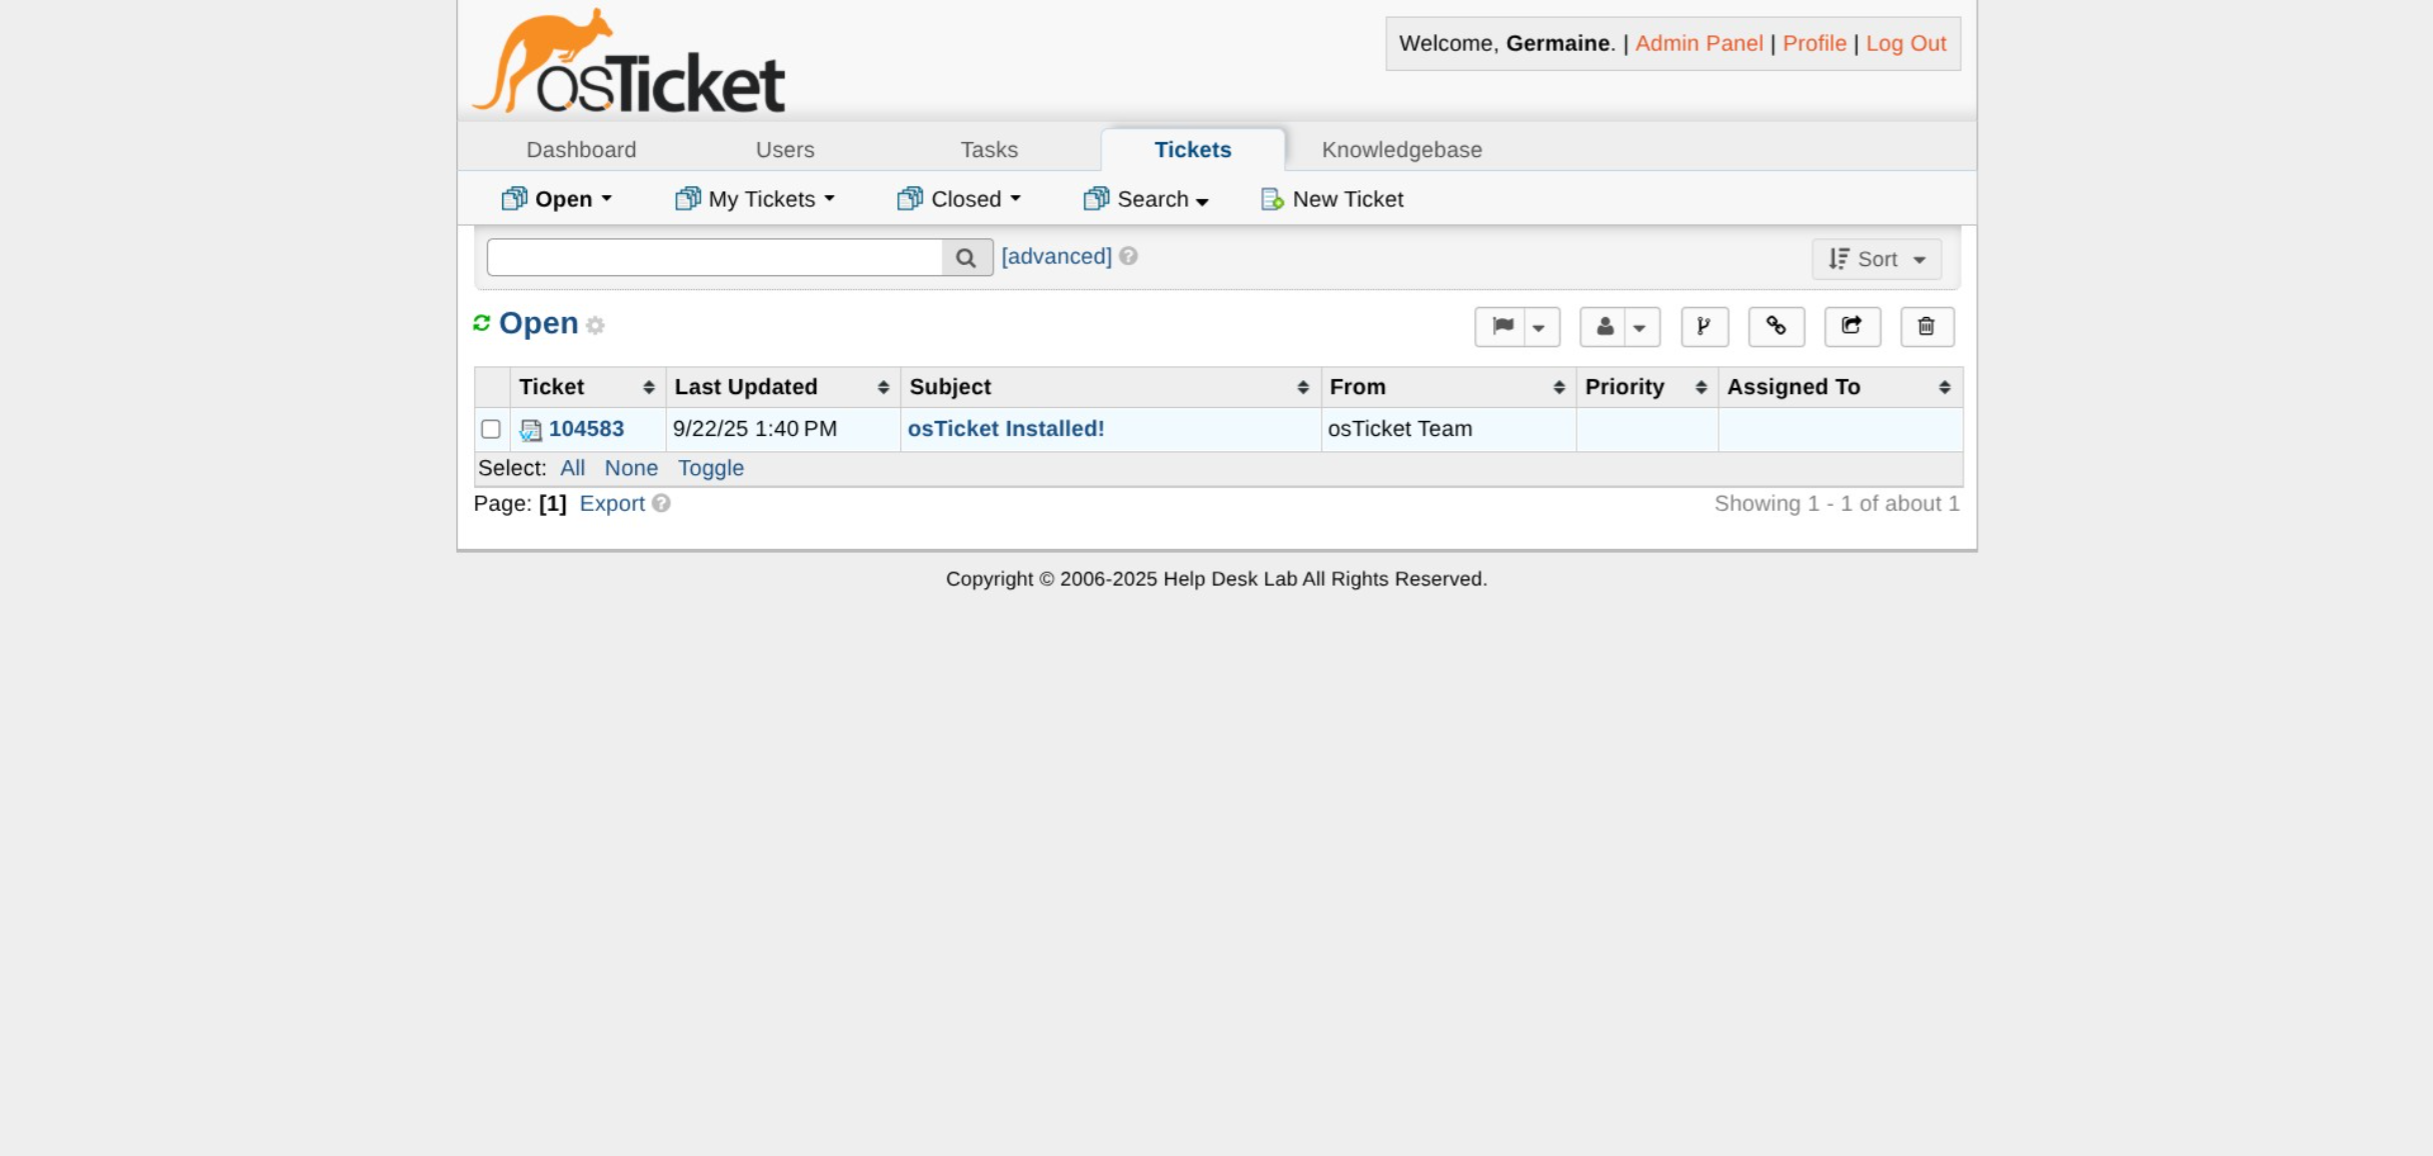 osTicket
Welcome, Germaine. | Admin Panel | Profile | Log Out
Dashboard Users Tasks Tickets Knowledgebase
Open My Tickets Closed Search New Ticket
[advanced] ? Sort
Open
Ticket Last Updated Subject From Priority Assigned To
104583 9/22/25 1:40 PM osTicket Installed! osTicket Team
Select: All None Toggle
Page: [1] Export ? Showing 1 - 1 of about 1
Copyright © 2006-2025 Help Desk Lab All Rights Reserved.